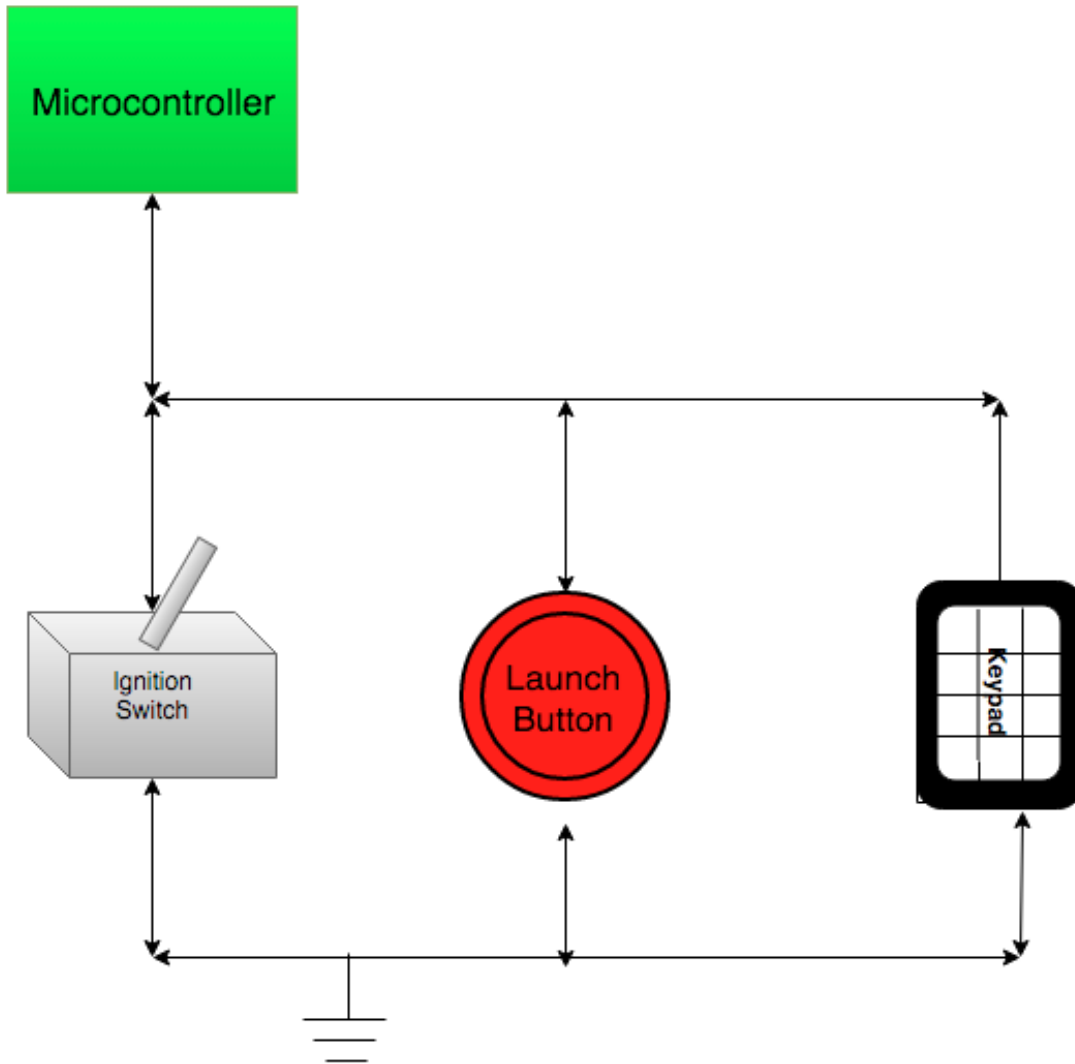 Microcontroller
Ignition
Switch
Launch
Button
Keypad